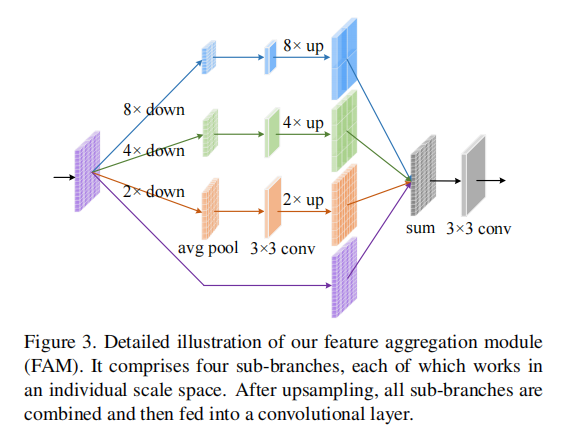 8× up
8× down
4× up
4× down
2× down
2× up
avg pool 3×3 conv
sum 3×3 conv
Figure 3. Detailed illustration of our feature aggregation module
(FAM). It comprises four sub-branches, each of which works in
an individual scale space. After upsampling, all sub-branches are
combined and then fed into a convolutional layer.